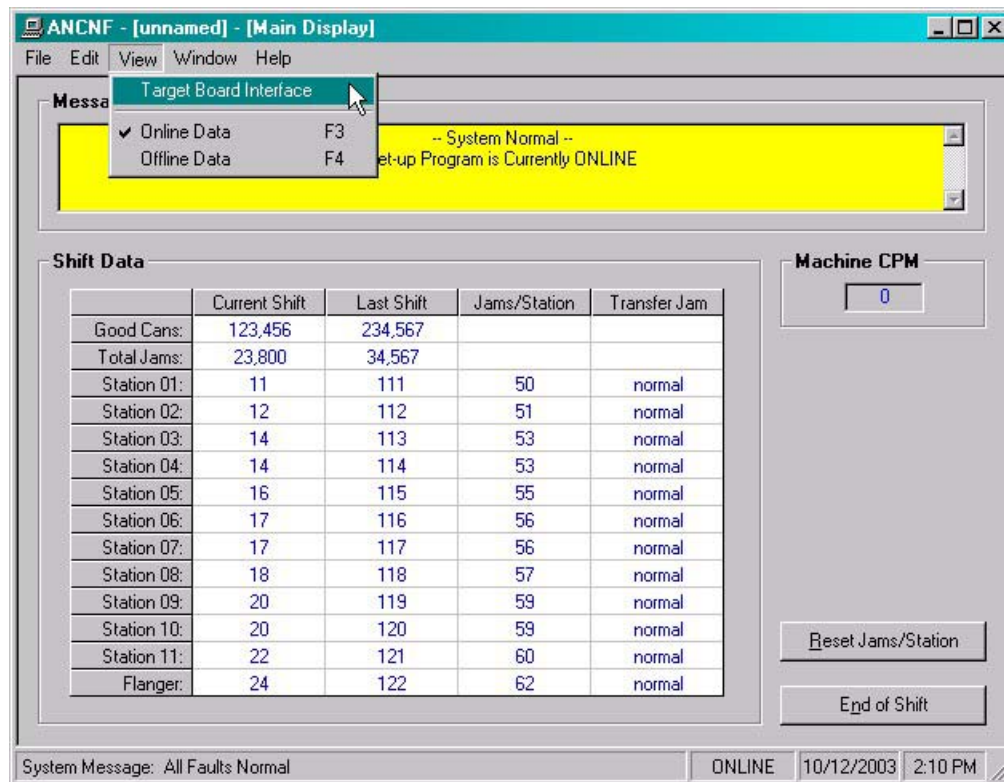 ANCNF - [unnamed] - [Main Display]
File Edit View Window Help
Target Board Interface
Online Data F3
Offline Data F4
Messa
-- System Normal --
et-up Program is Currently ONLINE
Shift Data
Current Shift Last Shift Jams/Station Transfer Jam
Good Cans: 123,456 234,567
Total Jams: 23,800 34,567
Station 01: 11 111 50 normal
Station 02: 12 112 51 normal
Station 03: 14 113 53 normal
Station 04: 14 114 53 normal
Station 05: 16 115 55 normal
Station 06: 17 116 56 normal
Station 07: 17 117 56 normal
Station 08: 18 118 57 normal
Station 09: 20 119 59 normal
Station 10: 20 120 59 normal
Station 11: 22 121 60 normal
Flanger: 24 122 62 normal
Machine CPM
0
Reset Jams/Station
End of Shift
System Message: All Faults Normal ONLINE 10/12/2003 2:10 PM